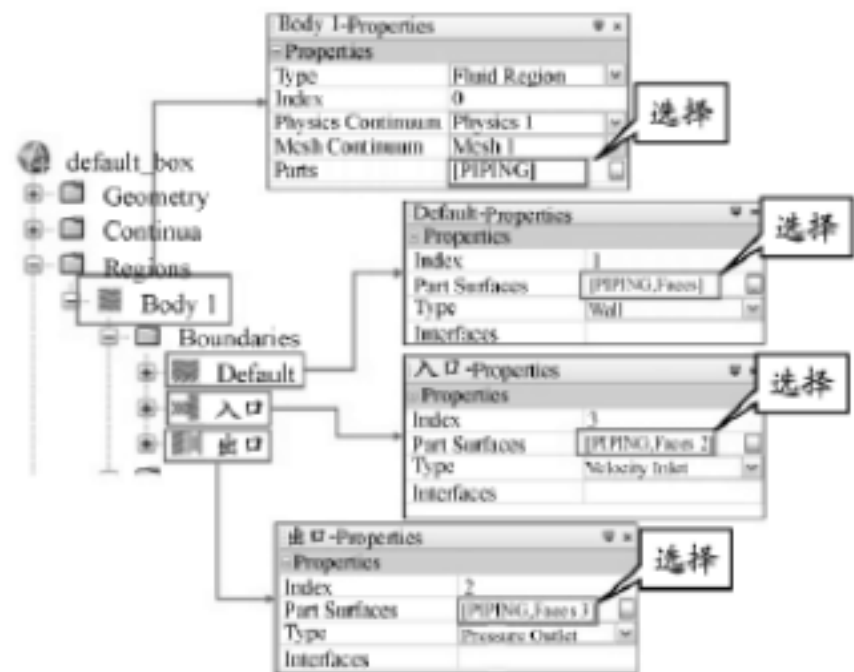 Body 1-Properties
Properties
Type Fluid Region
Index 0
Physics Continuum Physics 1
Mesh Continuum Mesh 1
Parts [PIPING]
选择
default_box
Geometry
Continua
Regions
Body 1
Boundaries
Default
入口
出口
Default-Properties
Properties
Index 1
Part Surfaces [PIPING,Faces]
Type Wall
Interfaces
选择
入口-Properties
Properties
Index 3
Part Surfaces [PIPING,Faces 2]
Type Velocity Inlet
Interfaces
选择
出口-Properties
Properties
Index 2
Part Surfaces [PIPING,Faces 3
Type Pressure Outlet
Interfaces
选择